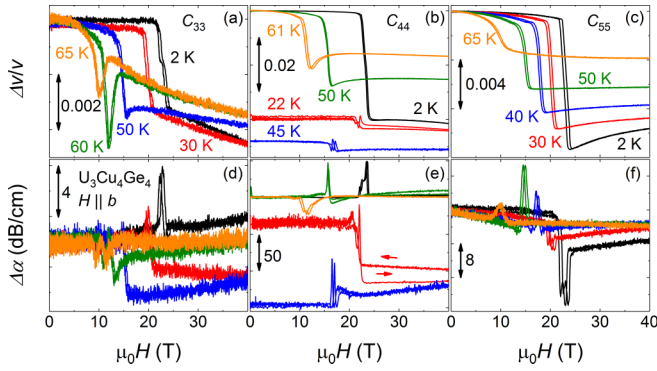 Δv/v
C₃₃ (a)
65 K
2 K
0.002
50 K
60 K
30 K
(b)
C₄₄
61 K
0.02
50 K
2 K
22 K
45 K
C₅₅ (c)
65 K
0.004
50 K
40 K
30 K
2 K
Δα (dB/cm)
(d)
4
U₃Cu₄Ge₄
H || b
(e)
50
(f)
8
0 10 20 30
0 10 20 30
0 10 20 30 40
μ₀H (T)
μ₀H (T)
μ₀H (T)